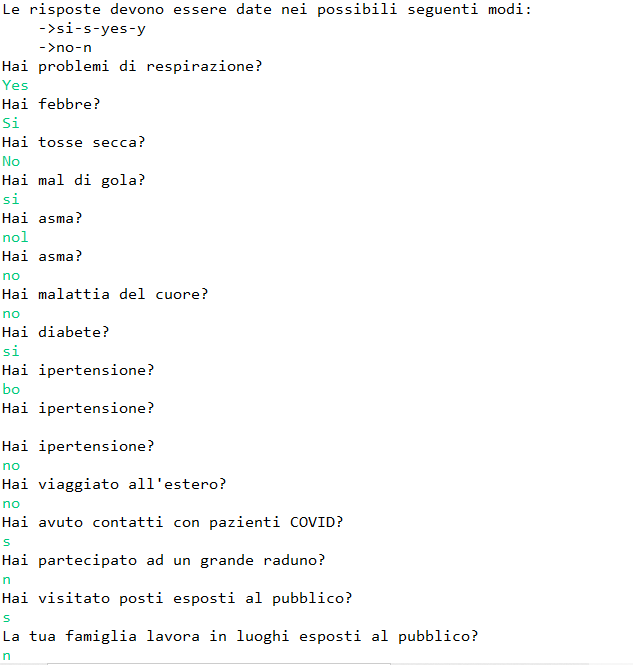 Le risposte devono essere date nei possibili seguenti modi:
->si-s-yes-y
->no-n
Hai problemi di respirazione?
Yes
Hai febbre?
Si
Hai tosse secca?
No
Hai mal di gola?
si
Hai asma?
nol
Hai asma?
no
Hai malattia del cuore?
no
Hai diabete?
si
Hai ipertensione?
bo
Hai ipertensione?
Hai ipertensione?
no
Hai viaggiato all'estero?
no
Hai avuto contatti con pazienti COVID?
s
Hai partecipato ad un grande raduno?
n
Hai visitato posti esposti al pubblico?
s
La tua famiglia lavora in luoghi esposti al pubblico?
n